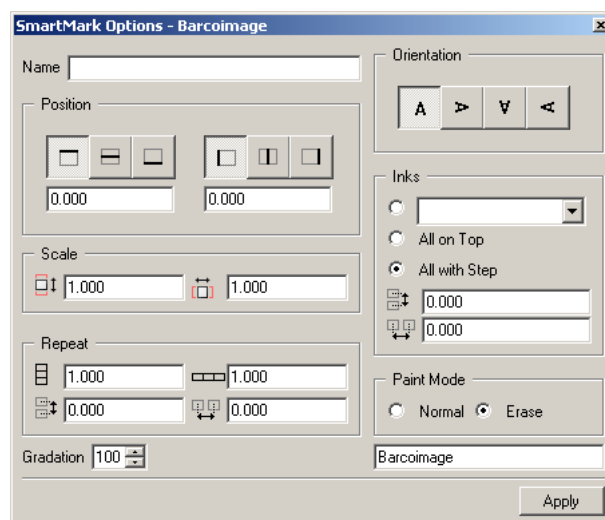 SmartMark Options - Barcoimage
Name
Position
0.000
0.000
Scale
1.000
1.000
Repeat
1.000
1.000
0.000
0.000
Gradation 100
Orientation
A A A A
Inks
All on Top
All with Step
0.000
0.000
Paint Mode
Normal Erase
Barcoimage
Apply